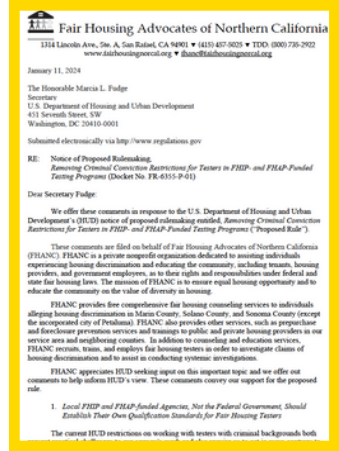 Fair Housing Advocates of Northern California
1314 Lincoln Ave., Ste. A, San Rafael, CA 94901 ▼ (415) 457-5025 ▼ TDD: (800) 735-2922
www.fairhousingnorcal.org ▼ fhanc@fairhousingnorcal.org
January 11, 2024
The Honorable Marcia L. Fudge
Secretary
U.S. Department of Housing and Urban Development
451 Seventh Street, SW
Washington, DC 20410-0001
Submitted electronically via http://www.regulations.gov
RE: Notice of Proposed Rulemaking,
Removing Criminal Conviction Restrictions for Testers in FHIP- and FHAP-Funded
Testing Programs (Docket No. FR-6355-P-01)
Dear Secretary Fudge:
We offer these comments in response to the U.S. Department of Housing and Urban
Development's (HUD) notice of proposed rulemaking entitled, Removing Criminal Conviction
Restrictions for Testers in FHIP- and FHAP-Funded Testing Programs ("Proposed Rule").
These comments are filed on behalf of Fair Housing Advocates of Northern California
(FHANC). FHANC is a private nonprofit organization dedicated to assisting individuals
experiencing housing discrimination and educating the community, including tenants, housing
providers, and government employees, as to their rights and responsibilities under federal and
state fair housing laws. The mission of FHANC is to ensure equal housing opportunity and to
educate the community on the value of diversity in housing.
FHANC provides free comprehensive fair housing counseling services to individuals
alleging housing discrimination in Marin County, Solano County, and Sonoma County (except
the incorporated city of Petaluma). FHANC also provides other services, such as prepurchase
and foreclosure prevention services and trainings to public and private housing providers in our
service area and neighboring counties. In addition to counseling and education services,
FHANC recruits, trains, and employs fair housing testers in order to investigate claims of
housing discrimination and to assist in conducting systemic investigations.
FHANC appreciates HUD seeking input on this important topic and we offer out
comments to help inform HUD's view. These comments convey our support for the proposed
rule.
1. Local FHIP and FHAP-funded Agencies, Not the Federal Government, Should
Establish Their Own Qualification Standards for Fair Housing Testers
The current HUD restrictions on working with testers with criminal backgrounds both